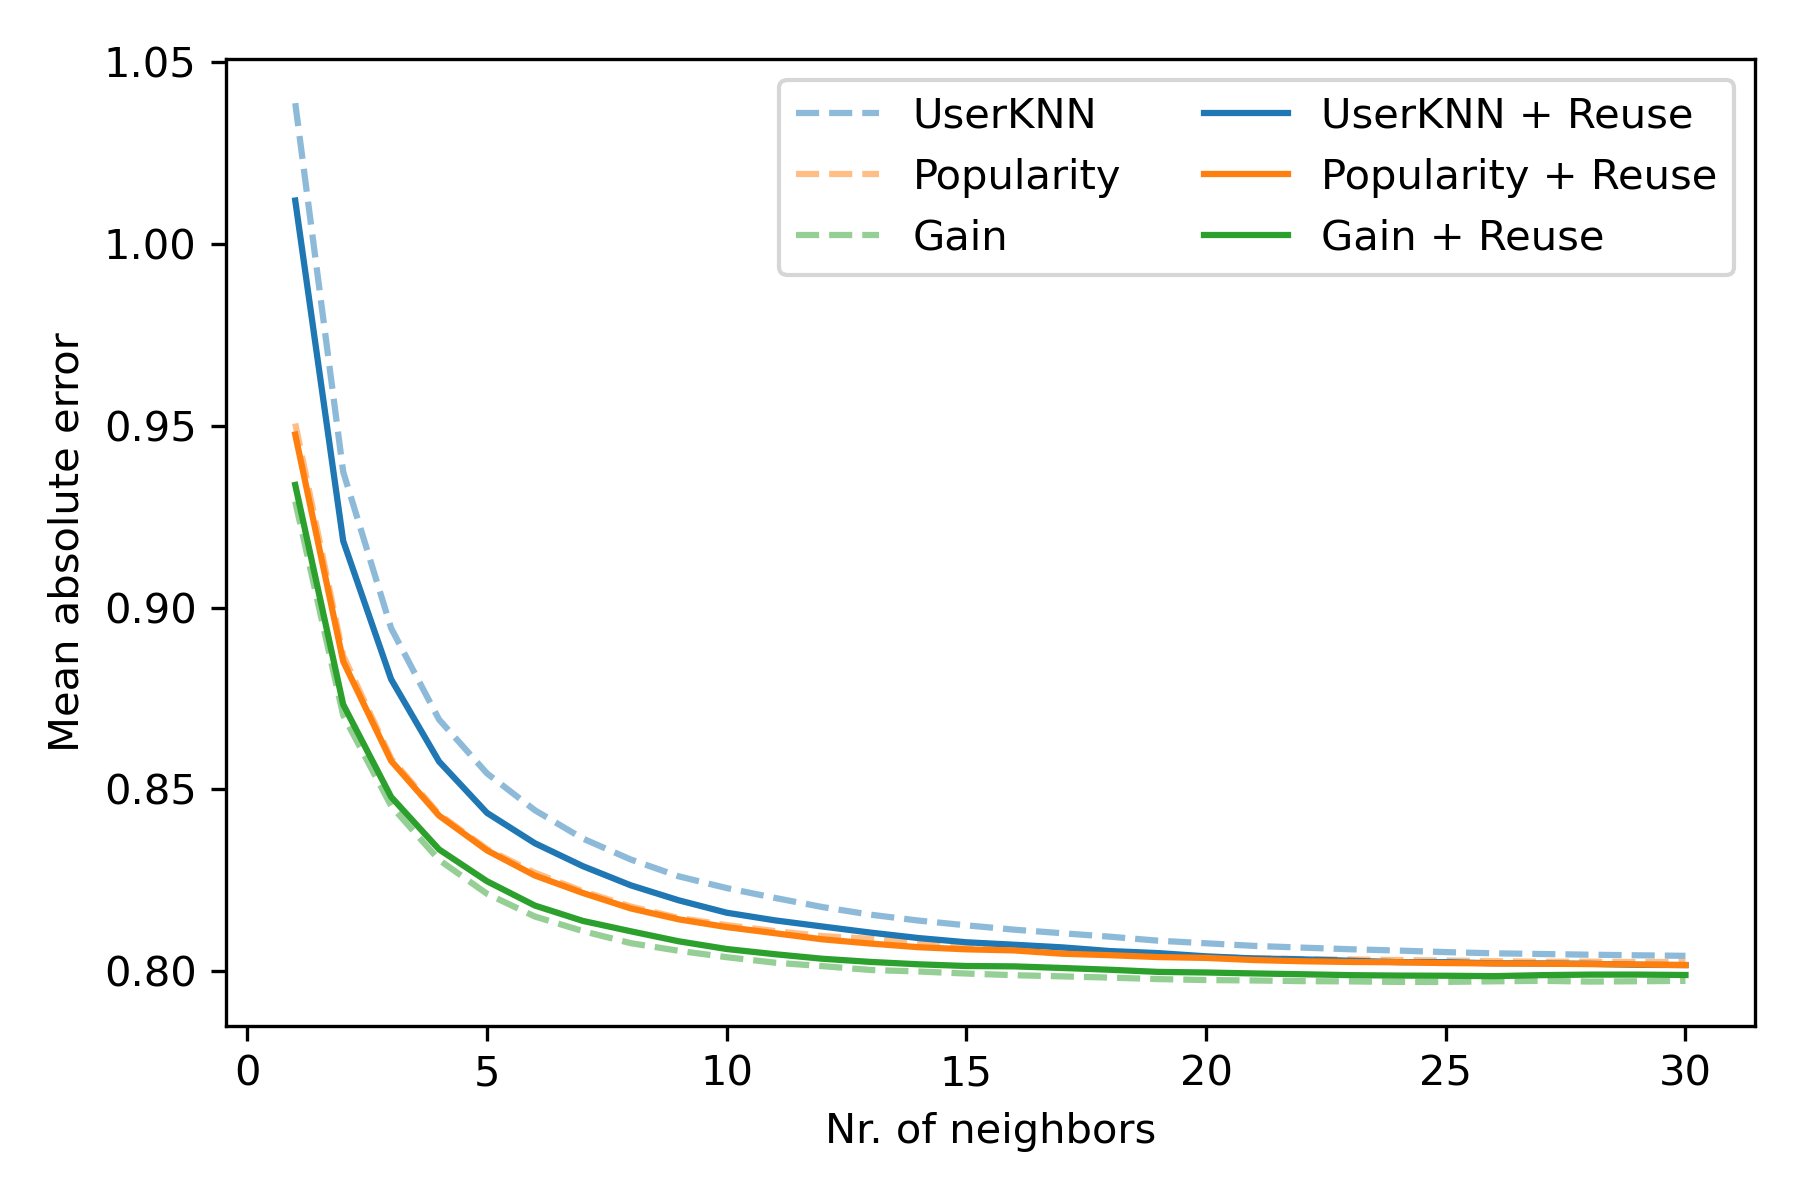 1.05
1.00
0.95
0.90
0.85
0.80
Mean absolute error
UserKNN
Popularity
Gain
UserKNN + Reuse
Popularity + Reuse
Gain + Reuse
0 5 10 15 20 25 30
Nr. of neighbors